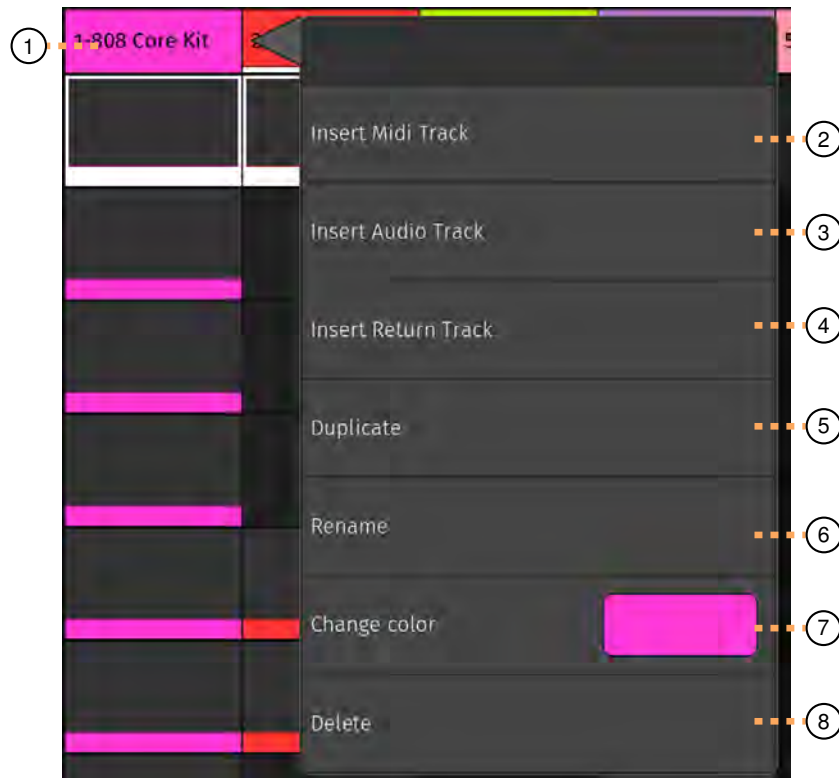 1
1-808 Core Kit
Insert Midi Track
2
Insert Audio Track
3
Insert Return Track
4
Duplicate
5
Rename
6
Change color
7
Delete
8